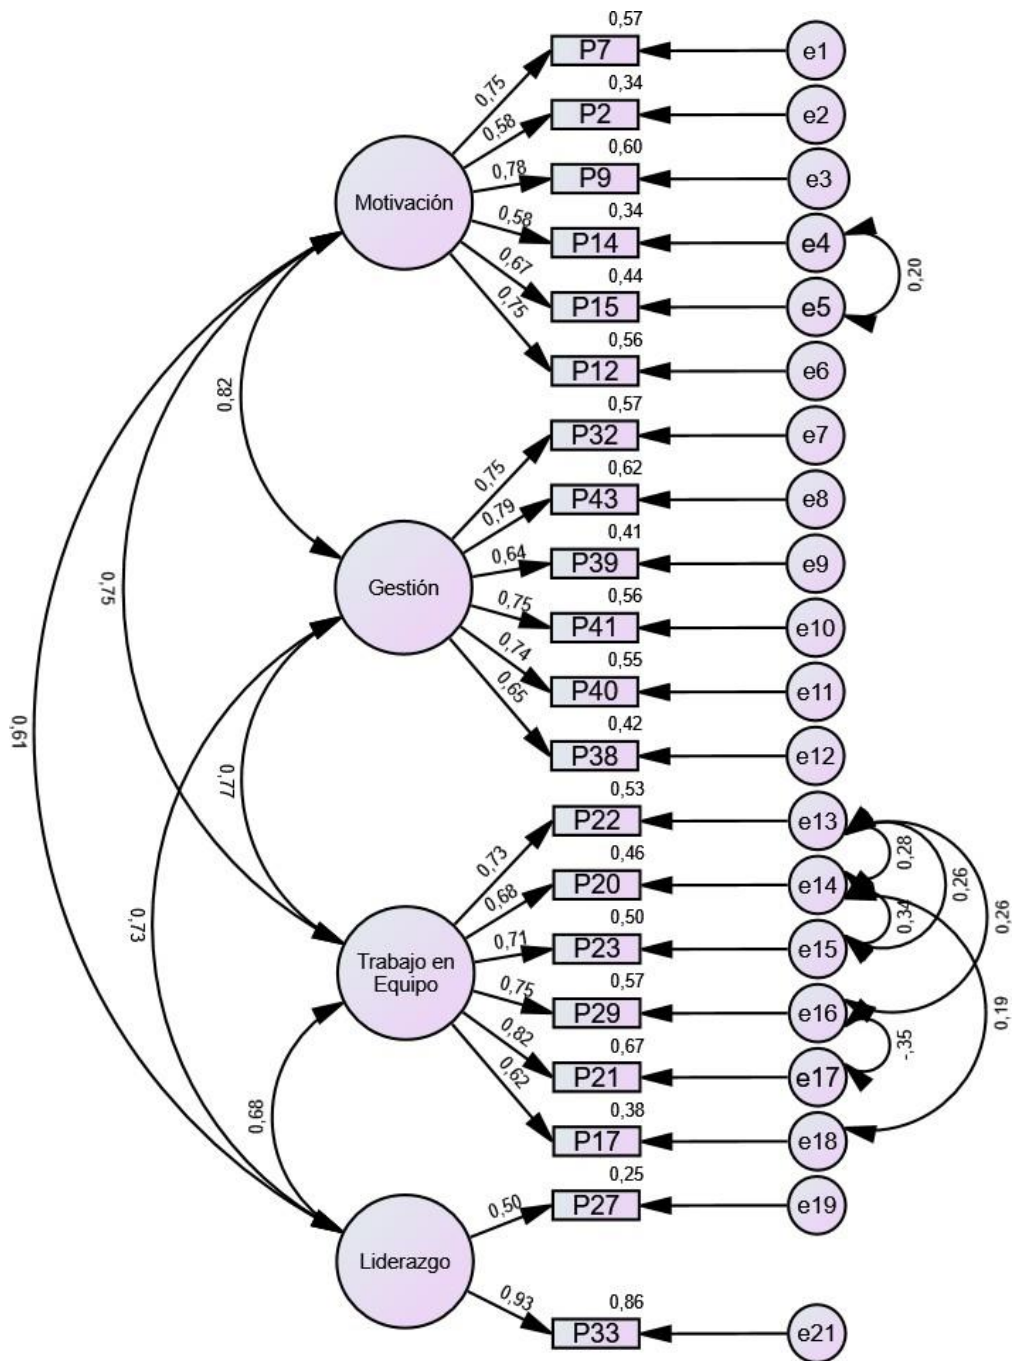 0,57
P7
e1
0,75
0,34
P2
e2
0,58
0,60
P9
e3
0,78
Motivación
0,34
P14
e4
0,58
0,44
P15
e5
0,67
0,20
0,56
P12
e6
0,75
0,82
0,57
P32
e7
0,75
0,62
P43
e8
0,79
0,41
P39
e9
0,64
Gestión
0,56
P41
e10
0,75
0,55
P40
e11
0,74
0,42
P38
e12
0,65
0,75
0,61
0,77
0,73
0,53
P22
e13
0,73
0,28
0,46
P20
e14
0,68
0,26
0,34
0,26
0,50
P23
e15
0,71
Trabajo en
Equipo
0,57
P29
e16
0,75
0,19
-,35
0,67
P21
e17
0,82
0,38
P17
e18
0,62
0,68
0,25
P27
e19
0,50
Liderazgo
0,86
P33
e21
0,93